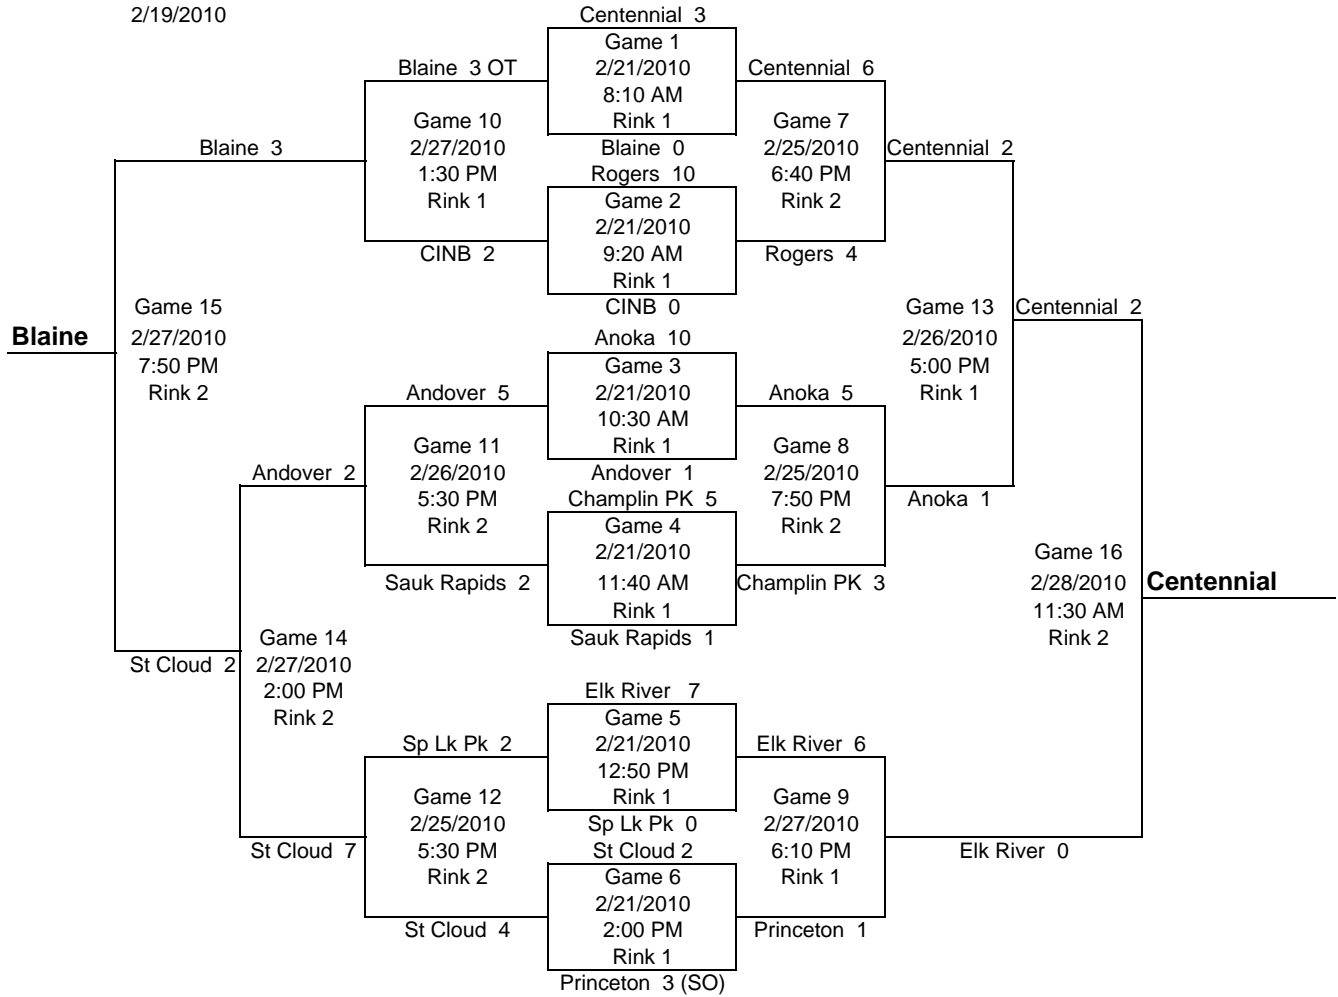 2/19/2010
Centennial 3
Game 1
2/21/2010
8:10 AM
Rink 1
Blaine 0
Rogers 10
Game 2
2/21/2010
9:20 AM
Rink 1
CINB 0
Anoka 10
Game 3
2/21/2010
10:30 AM
Rink 1
Andover 1
Champlin PK 5
Game 4
2/21/2010
11:40 AM
Rink 1
Sauk Rapids 1
Elk River 7
Game 5
2/21/2010
12:50 PM
Rink 1
Sp Lk Pk 0
St Cloud 2
Game 6
2/21/2010
2:00 PM
Rink 1
Princeton 3 (SO)
Blaine 3 OT
Game 10
2/27/2010
1:30 PM
Rink 1
CINB 2
Andover 5
Game 11
2/26/2010
5:30 PM
Rink 2
Sauk Rapids 2
Sp Lk Pk 2
Game 12
2/25/2010
5:30 PM
Rink 2
St Cloud 4
Blaine 3
Andover 2
Game 14
2/27/2010
2:00 PM
Rink 2
St Cloud 7
Game 15
2/27/2010
7:50 PM
Rink 2
St Cloud 2
Blaine
Centennial 6
Game 7
2/25/2010
6:40 PM
Rink 2
Rogers 4
Anoka 5
Game 8
2/25/2010
7:50 PM
Rink 2
Champlin PK 3
Elk River 6
Game 9
2/27/2010
6:10 PM
Rink 1
Princeton 1
Centennial 2
Game 13
2/26/2010
5:00 PM
Rink 1
Anoka 1
Centennial 2
Game 16
2/28/2010
11:30 AM
Rink 2
Elk River 0
Centennial